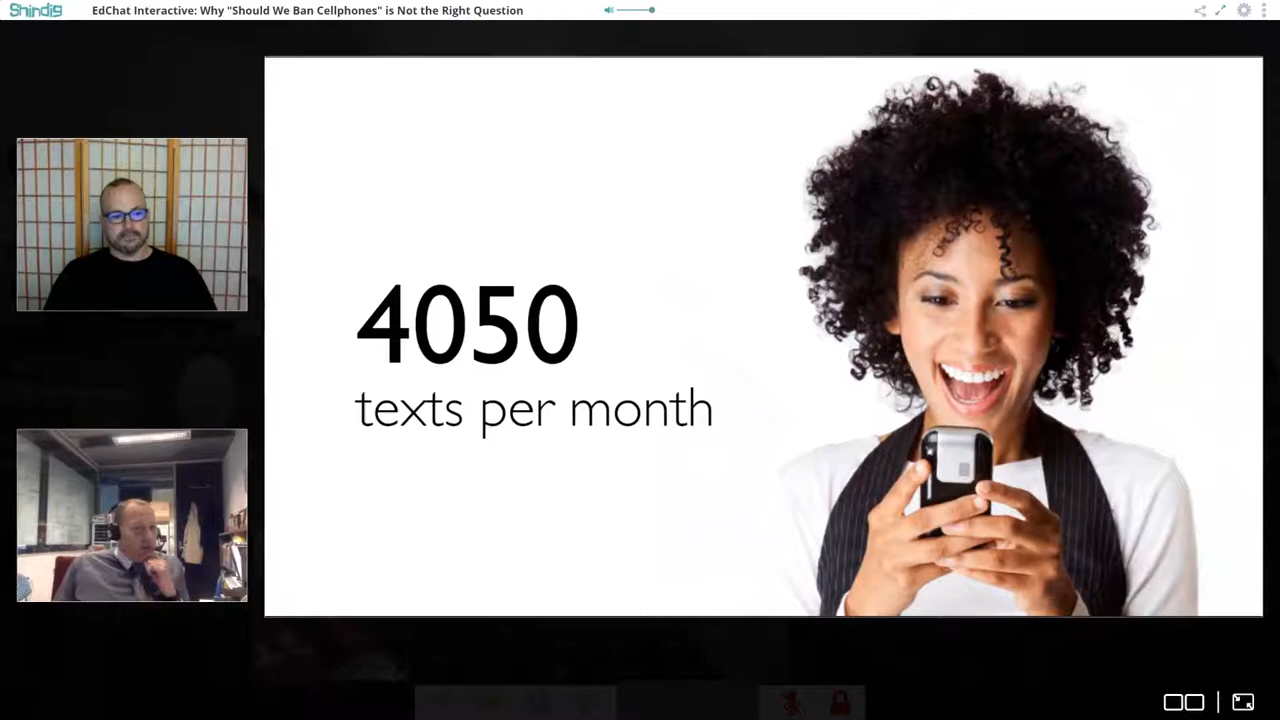 Shindig
EdChat Interactive: Why "Should We Ban Cellphones" is Not the Right Question
4050
texts per month